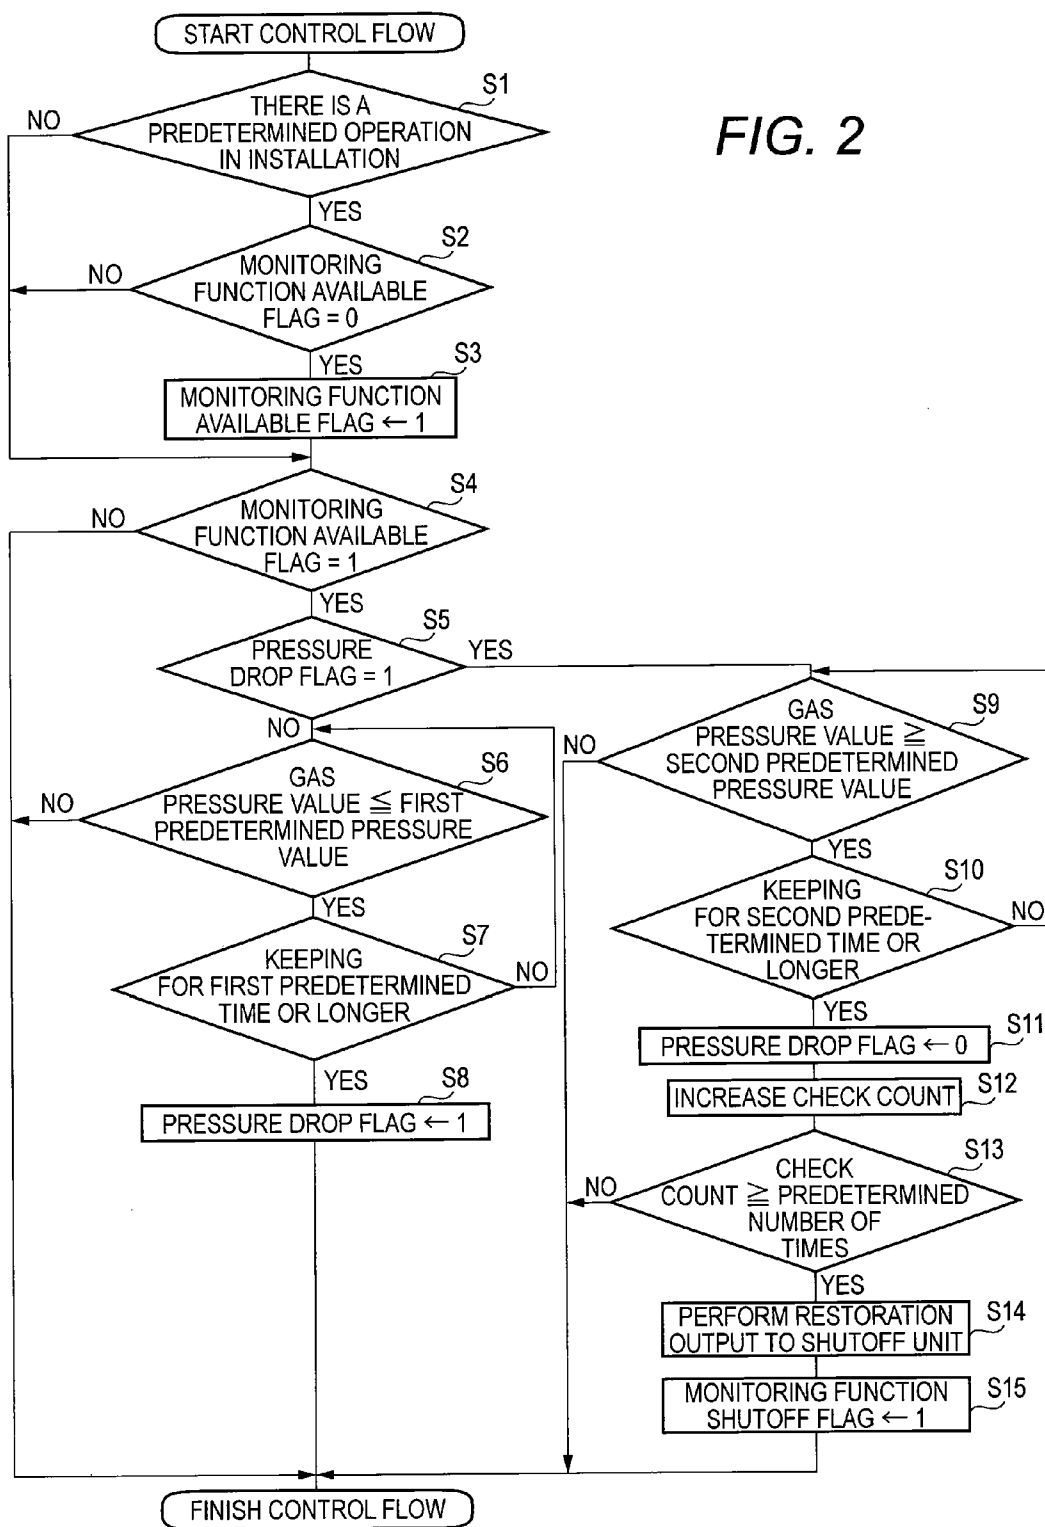 START CONTROL FLOW
FIG. 2
S1
NO
THERE IS A
PREDETERMINED OPERATION
IN INSTALLATION
YES
S2
NO
MONITORING
FUNCTION AVAILABLE
FLAG = 0
YES
S3
MONITORING FUNCTION
AVAILABLE FLAG ← 1
S4
NO
MONITORING
FUNCTION AVAILABLE
FLAG = 1
YES
S5
PRESSURE
DROP FLAG = 1
YES
NO
S6
NO
GAS
PRESSURE VALUE ≦ FIRST
PREDETERMINED PRESSURE
VALUE
YES
S7
KEEPING
FOR FIRST PREDETERMINED
TIME OR LONGER
NO
YES
S8
PRESSURE DROP FLAG ← 1
S9
NO
GAS
PRESSURE VALUE ≧
SECOND PREDETERMINED
PRESSURE VALUE
YES
S10
KEEPING
FOR SECOND PREDE-
TERMINED TIME OR
LONGER
NO
YES
S11
PRESSURE DROP FLAG ← 0
S12
INCREASE CHECK COUNT
S13
NO
CHECK
COUNT ≧ PREDETERMINED
NUMBER OF
TIMES
YES
PERFORM RESTORATION
OUTPUT TO SHUTOFF UNIT
S14
MONITORING FUNCTION
SHUTOFF FLAG ← 1
S15
FINISH CONTROL FLOW